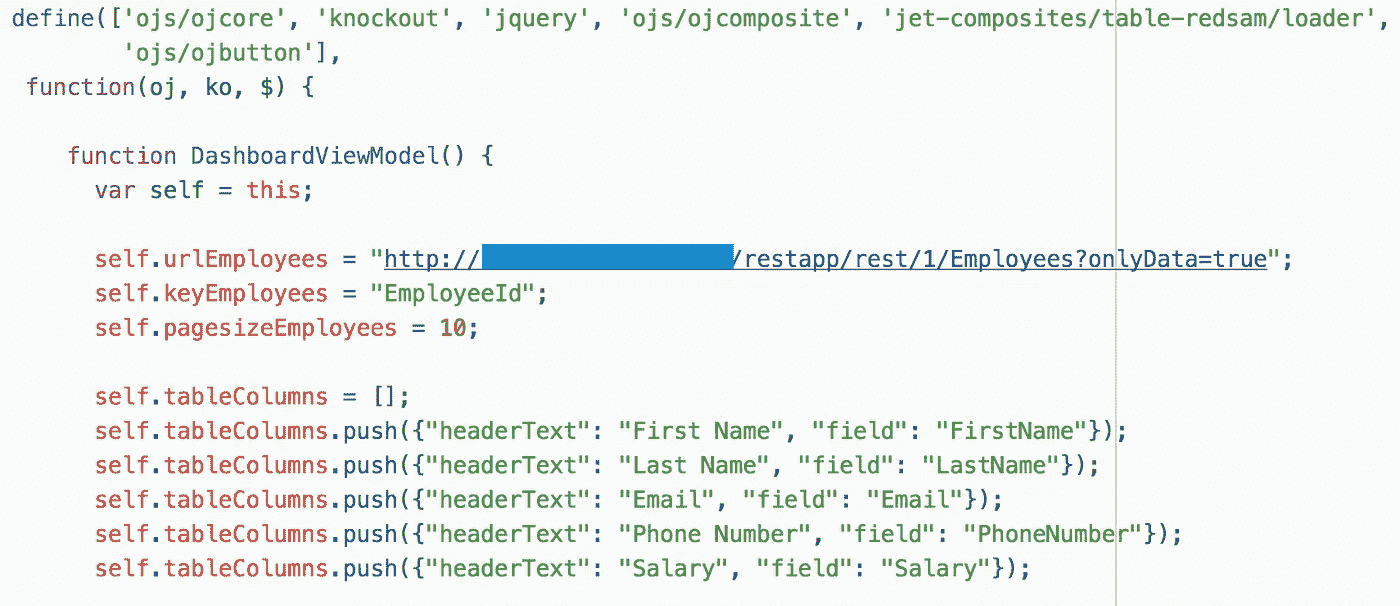 define(['ojs/ojcore', 'knockout', 'jquery', 'ojs/ojcomposite', 'jet-composites/table-redsam/loader',
'ojs/ojbutton'],
function(oj, ko, $) {
function DashboardViewModel() {
var self = this;
self.urlEmployees = "http:///restapp/rest/1/Employees?onlyData=true";
self.keyEmployees = "EmployeeId";
self.pagesizeEmployees = 10;
self.tableColumns = [];
self.tableColumns.push({"headerText": "First Name", "field": "FirstName"});
self.tableColumns.push({"headerText": "Last Name", "field": "LastName"});
self.tableColumns.push({"headerText": "Email", "field": "Email"});
self.tableColumns.push({"headerText": "Phone Number", "field": "PhoneNumber"});
self.tableColumns.push({"headerText": "Salary", "field": "Salary"});